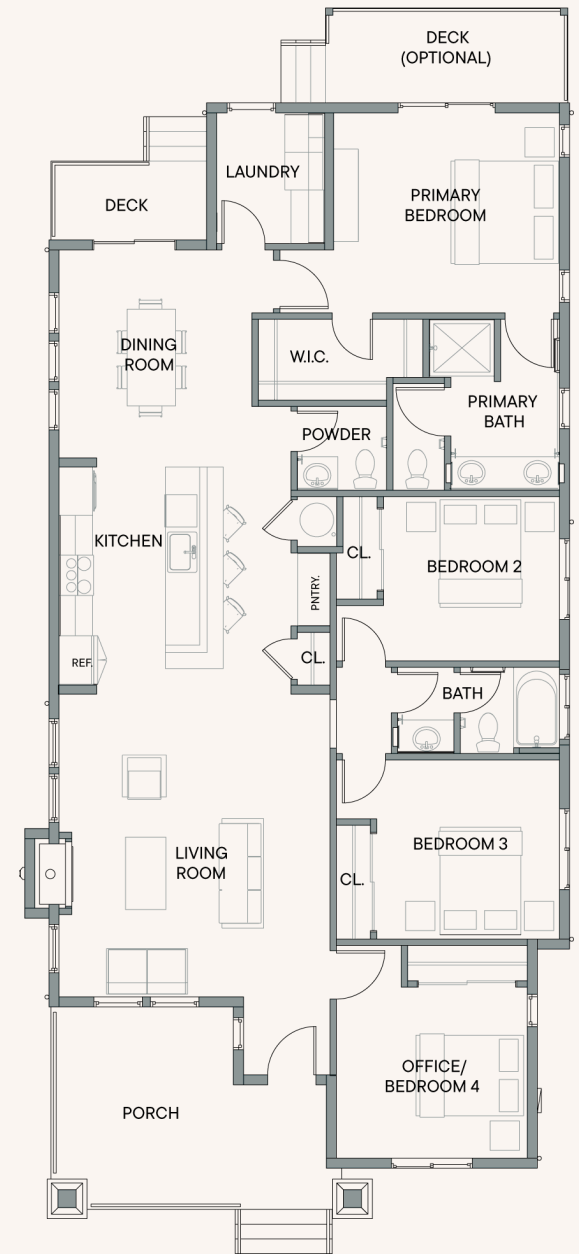 DECK
(OPTIONAL)
LAUNDRY
DECK
PRIMARY
BEDROOM
DINING
ROOM
W.I.C.
PRIMARY
BATH
POWDER
KITCHEN
CL.
BEDROOM 2
PNTRY.
REF.
CL.
BATH
BEDROOM 3
LIVING
ROOM
CL.
OFFICE/
BEDROOM 4
PORCH